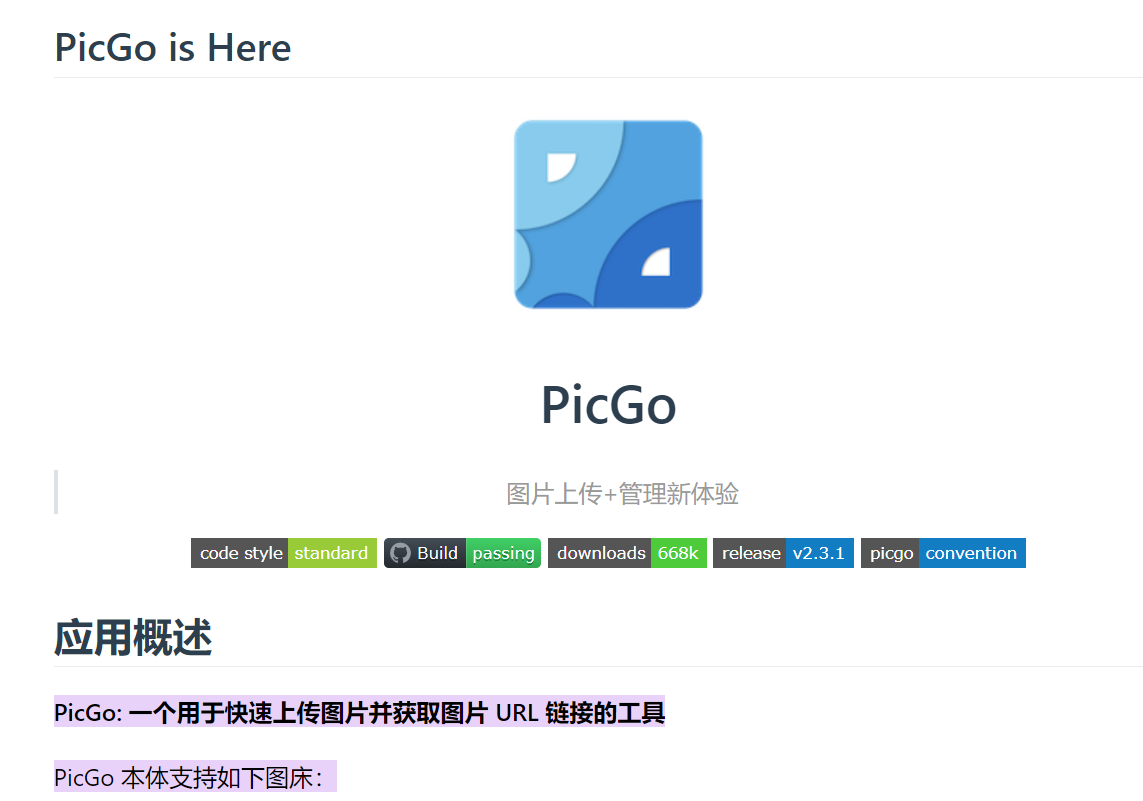 PicGo is Here
PicGo
图片上传+管理新体验
code style standard Build passing downloads 668k release v2.3.1 picgo convention
应用概述
PicGo: 一个用于快速上传图片并获取图片 URL 链接的工具
PicGo 本体支持如下图床：